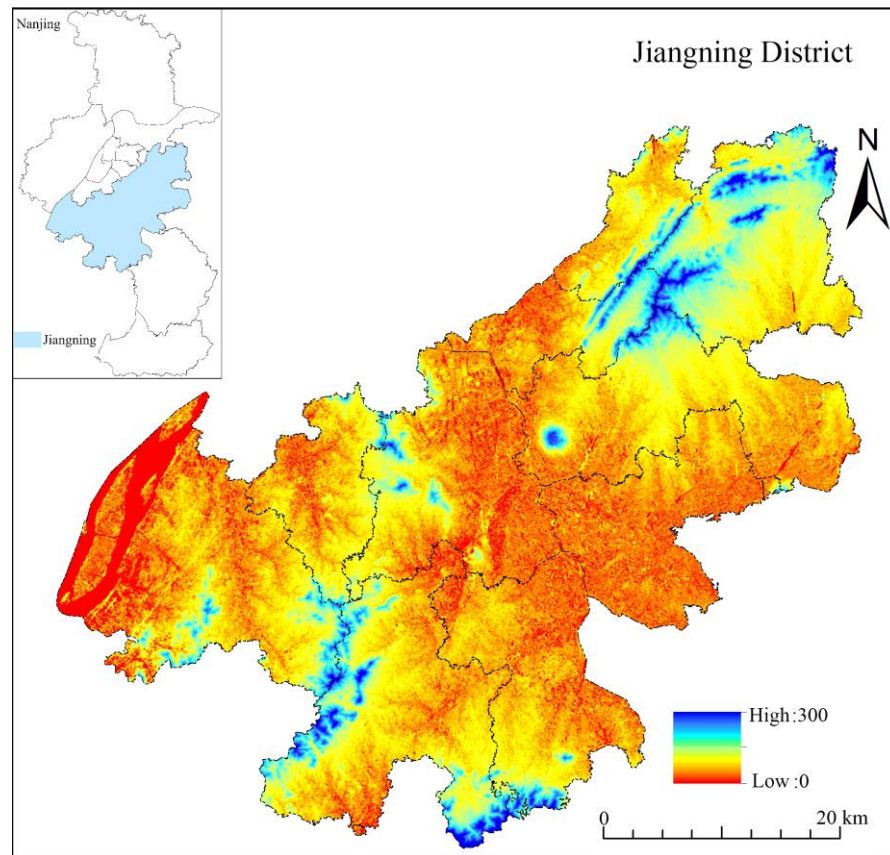 Nanjing
Jiangning District
N
Jiangning
High:300
Low:0
0 20 km